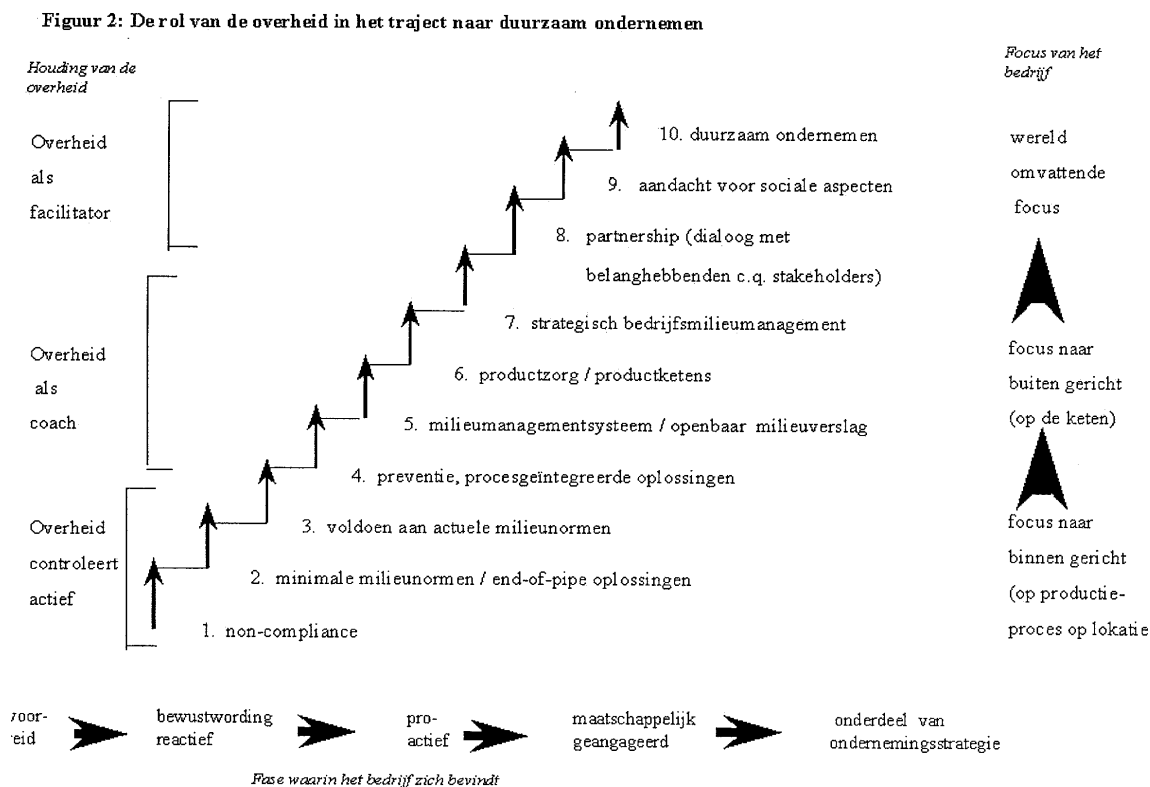 Figuur 2: De rol van de overheid in het traject naar duurzaam ondernemen
Houding van de
overheid
Focus van het
bedrijf
Overheid
als
facilitator
10. duurzaam ondernemen
9. aandacht voor sociale aspecten
8. partnership (dialoog met
belanghebbenden c.q. stakeholders)
wereld
omvattende
focus
Overheid
als
coach
7. strategisch bedrijfsmilieumanagement
6. productzorg / productketens
5. milieumanagementsysteem / openbaar milieuverslag
4. preventie, procesgeïntegreerde oplossingen
focus naar
buiten gericht
(op de keten)
Overheid
controleert
actief
3. voldoen aan actuele milieunormen
2. minimale milieunormen / end-of-pipe oplossingen
1. non-compliance
focus naar
binnen gericht
(op productie-
proces op lokatie
bewustwording
reactief
pro-
actief
maatschappelijk
geangageerd
onderdeel van
ondernemingsstrategie
Fase waarin het bedrijf zich bevindt